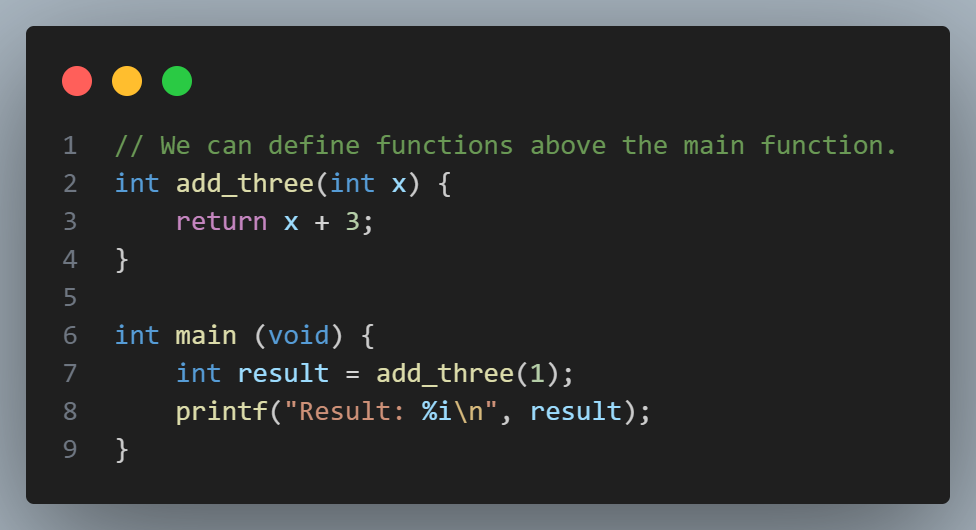 1 // We can define functions above the main function.
2 int add_three(int x) {
3     return x + 3;
4 }
5
6 int main (void) {
7     int result = add_three(1);
8     printf("Result: %i\n", result);
9 }